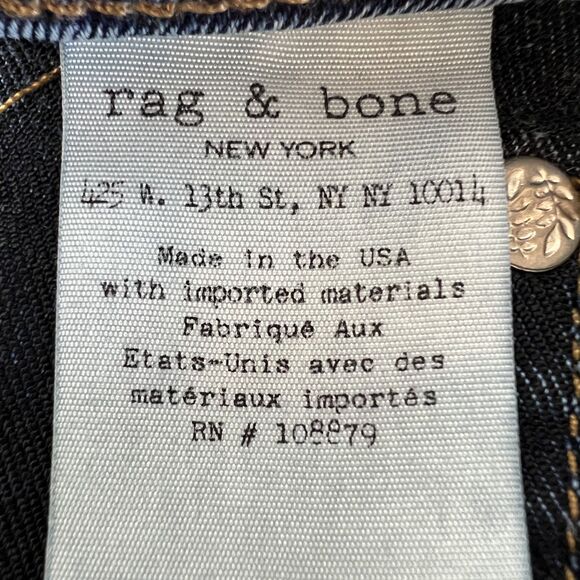 rag & bone
NEW YORK
425 W. 13th St, NY NY 10014
Made in the USA
with imported materials
Fabriqué Aux
Etats-Unis avec des
matériaux importés
RN # 108879